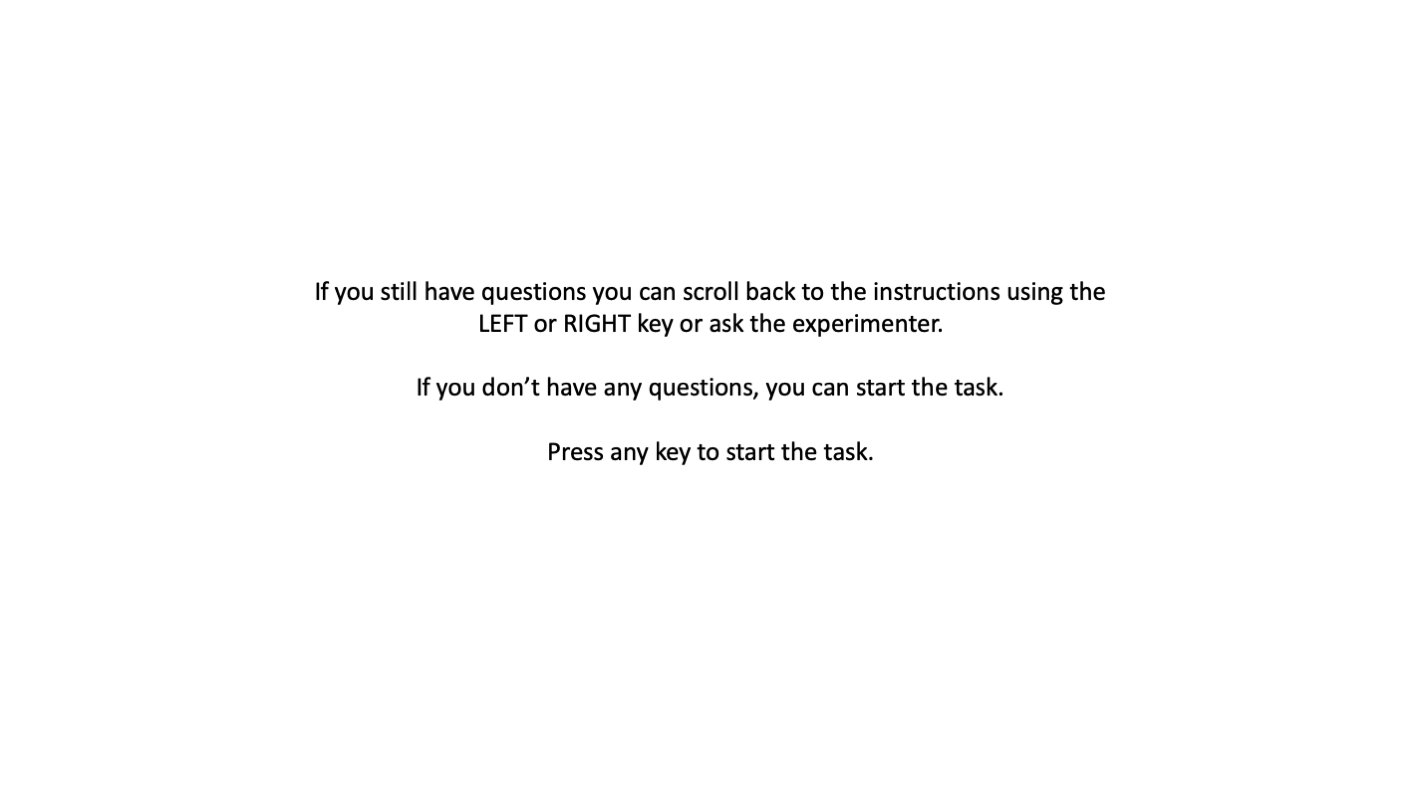 If you still have questions you can scroll back to the instructions using the
LEFT or RIGHT key or ask the experimenter.
If you don’t have any questions, you can start the task.
Press any key to start the task.